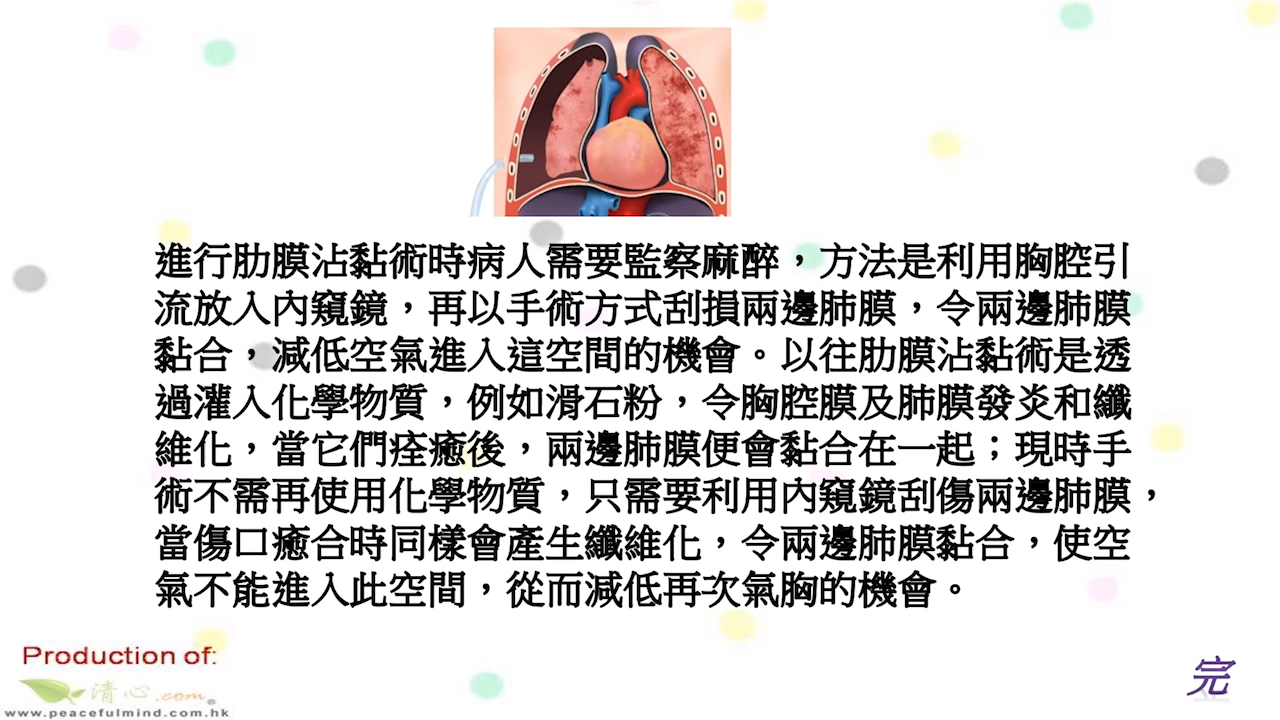 進行肋膜沾黏術時病人需要監察麻醉，方法是利用胸腔引
流放入內窺鏡，再以手術方式刮損兩邊肺膜，令兩邊肺膜
黏合，減低空氣進入這空間的機會。以往肋膜沾黏術是透
過灌入化學物質，例如滑石粉，令胸腔膜及肺膜發炎和纖
維化，當它們痊癒後，兩邊肺膜便會黏合在一起；現時手
術不需再使用化學物質，只需要利用內窺鏡刮傷兩邊肺膜，
當傷口癒合時同樣會產生纖維化，令兩邊肺膜黏合，使空
氣不能進入此空間，從而減低再次氣胸的機會。
Production of:
清心.com®
www.peacefulmind.com.hk
完